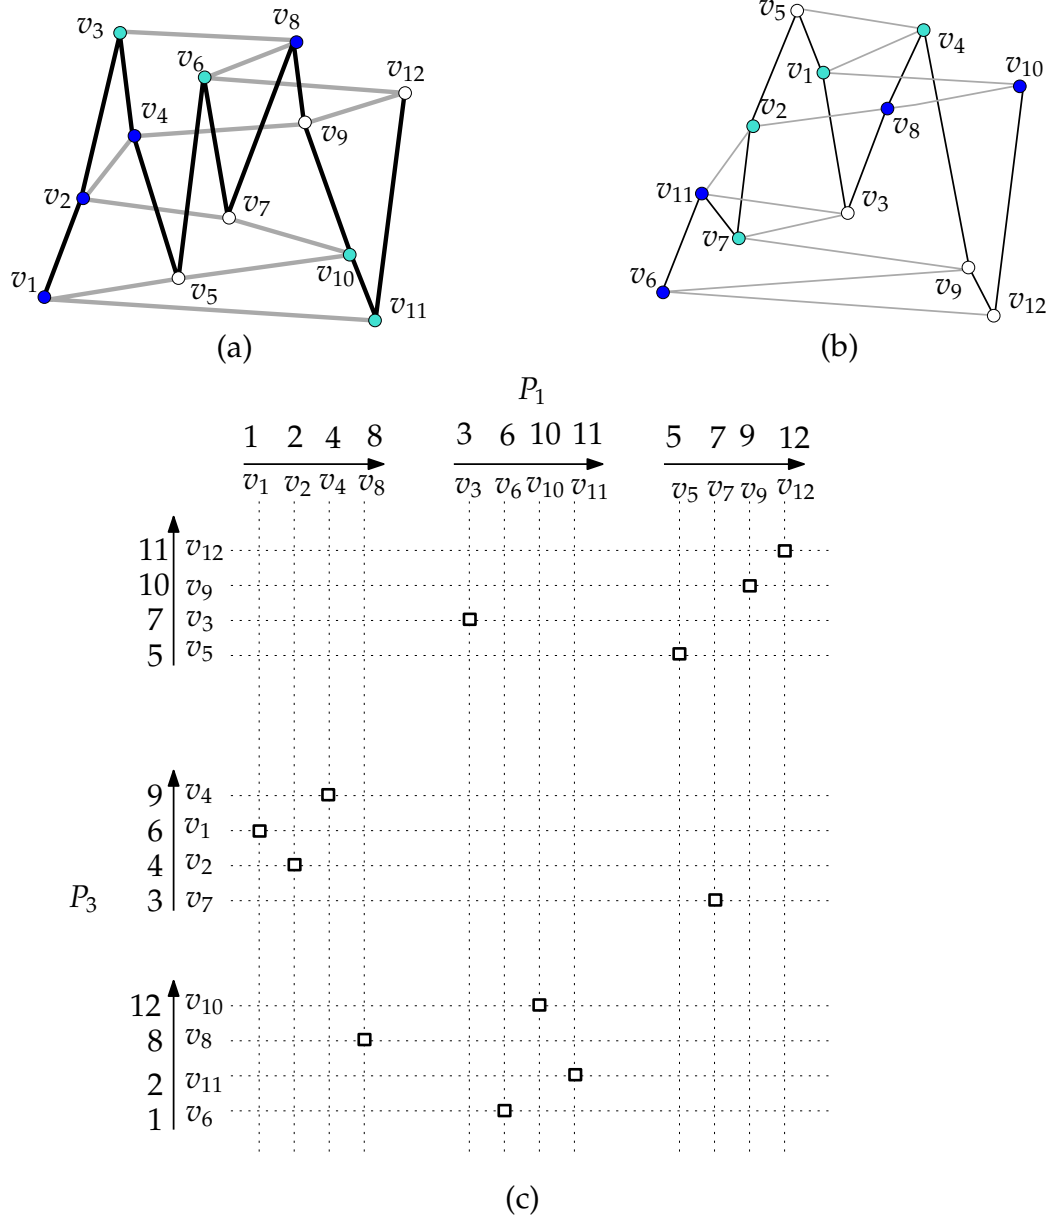 v3 v8
v6 v12
v4
v9
v2 v7
v1 v5 v10
v11
(a)
v5 v4
v1 v10
v2
v8
v11 v3
v7
v6 v9
v12
(b)
P1
1 2 4 8 3 6 10 11 5 7 9 12
v1 v2 v4 v8 v3 v6 v10 v11 v5 v7 v9 v12
11 v12
10 v9
7 v3
5 v5
9 v4
6 v1
4 v2
P3 3 v7
12 v10
8 v8
2 v11
1 v6
(c)